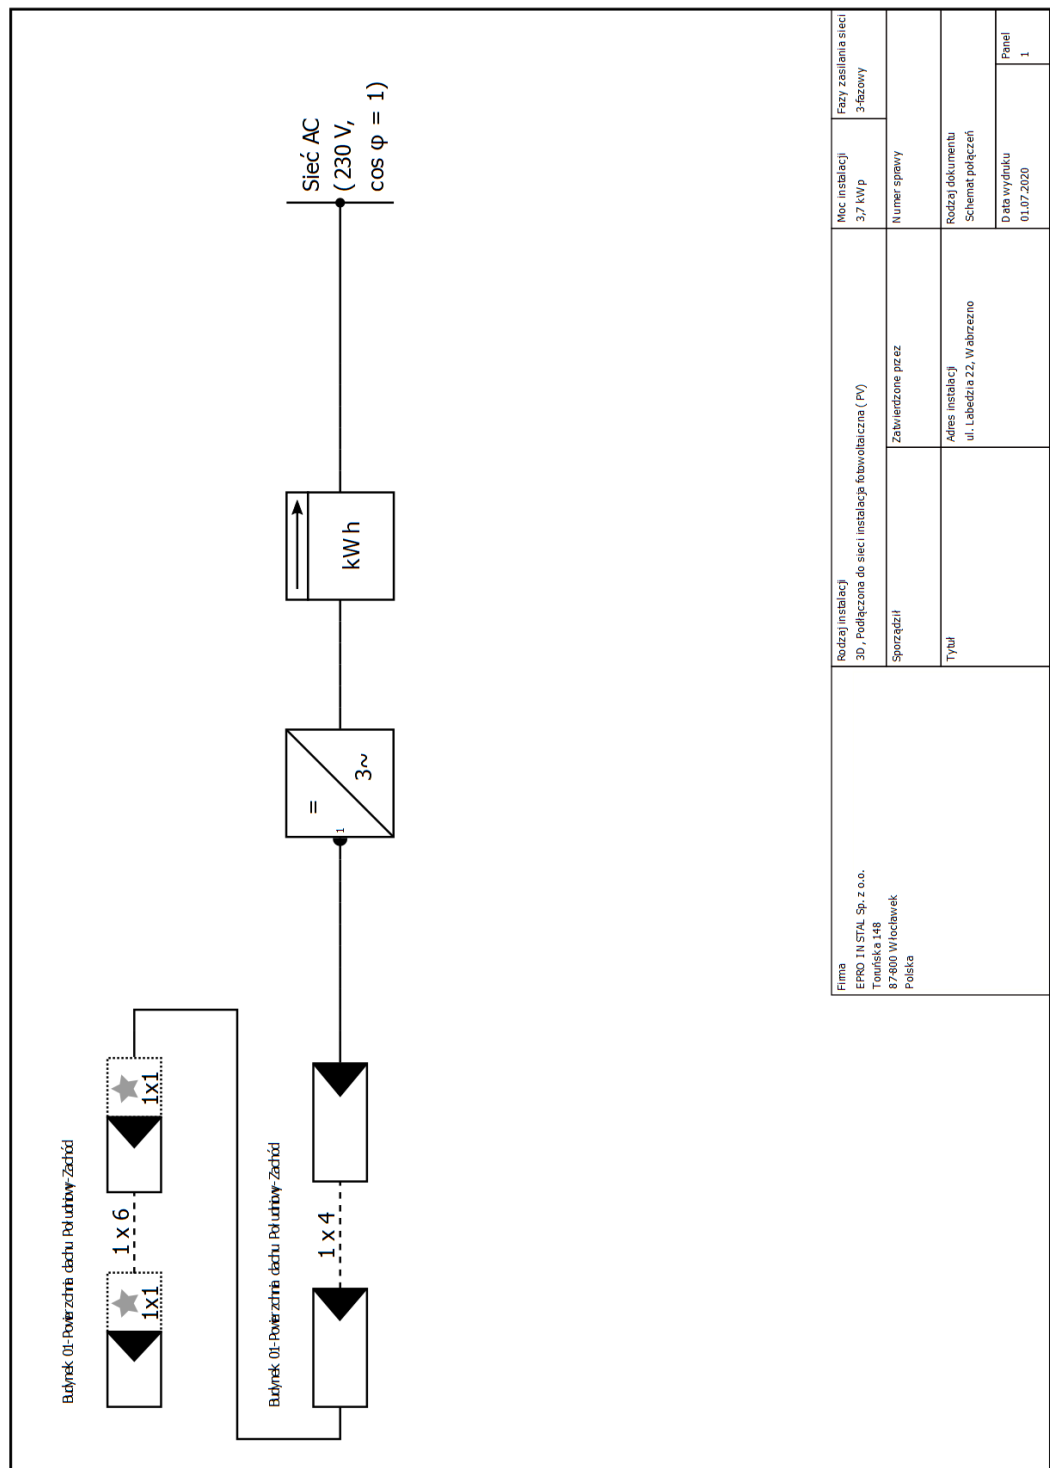 Budynek 01-Powierzchnia dachu Południowy-Zachód
1x1
1 x 6
1x1
Budynek 01-Powierzchnia dachu Południowy-Zachód
1 x 4
=
3~
1
kWh
Sieć AC
(230 V,
cos φ = 1)
Firma
EPRO INSTAL Sp. z o.o.
Toruńska 148
87-800 Włocławek
Polska
Rodzaj instalacji
3D, Podłączona do sieci instalacja fotowoltaiczna (PV)
Moc instalacji
3,7 kWp
Fazy zasilania sieci
3-fazowy
Sporządził
Zatwierdzone przez
Numer sprawy
Tytuł
Adres instalacji
ul. Labedzia 22, Wabrzezno
Rodzaj dokumentu
Schemat połączeń
Data wydruku
01.07.2020
Panel
1